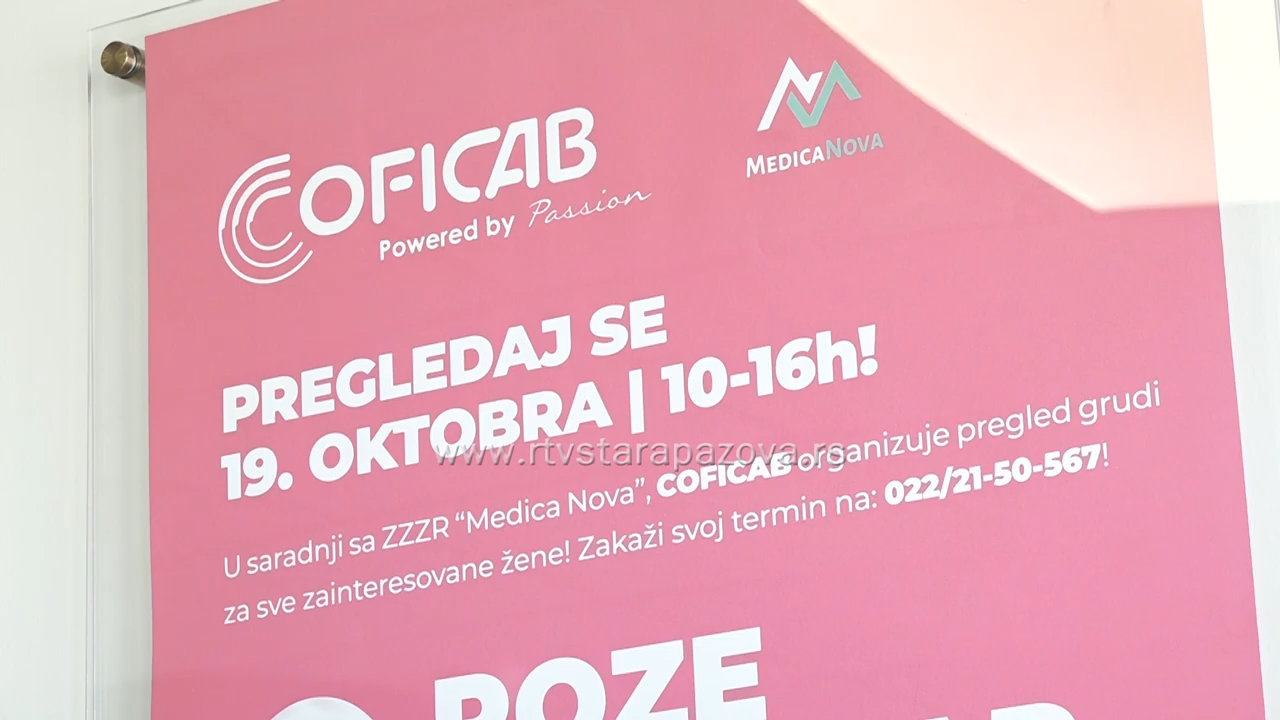 COFICAB
Powered by Passion
MEDICANOVA
PREGLEDAJ SE
19. OKTOBRA | 10-16h!
www.rtvstarapazova.rs
U saradnji sa ZZZR “Medica Nova”, COFICAB organizuje pregled grudi
za sve zainteresovane žene! Zakaži svoj termin na: 022/21-50-567!
ROZE